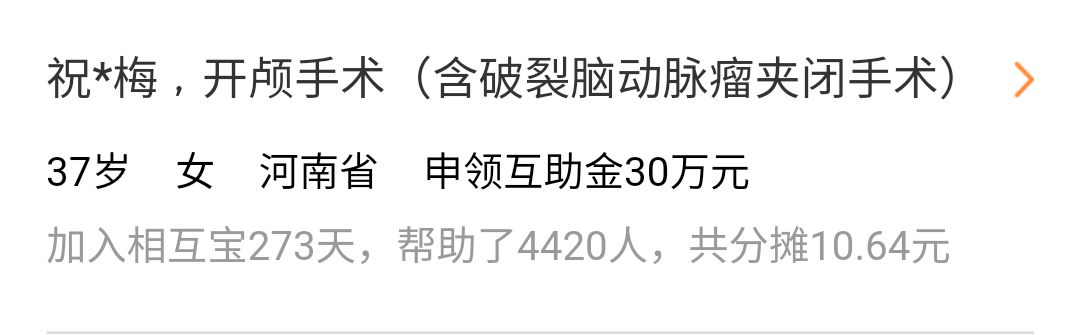 祝*梅，开颅手术（含破裂脑动脉瘤夹闭手术）
37岁 女 河南省 申领互助金30万元
加入相互宝273天，帮助了4420人，共分摊10.64元